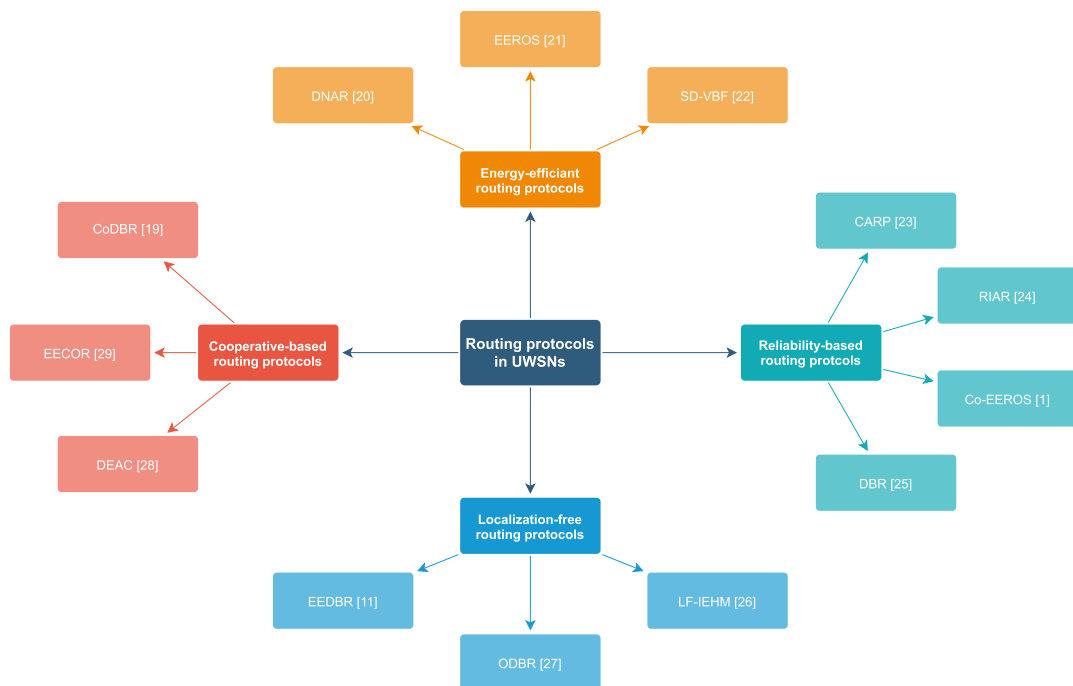 EEROS [21]
DNAR [20]
SD-VBF [22]
Energy-efficiant
routing protocols
CoDBR [19]
CARP [23]
RIAR [24]
EECOR [29]
Cooperative-based
routing protocols
Routing protocols
in UWSNs
Reliability-based
routing protcols
Co-EEROS [1]
DEAC [28]
DBR [25]
Localization-free
routing protocols
EEDBR [11]
LF-IEHM [26]
ODBR [27]